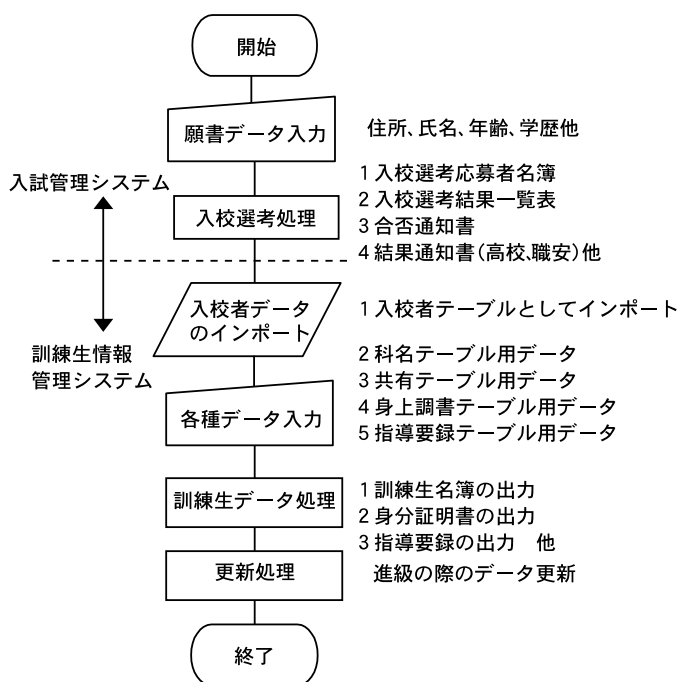 開始
願書データ入力
住所、氏名、年齢、学歴他
入試管理システム
1 入校選考応募者名簿
2 入校選考結果一覧表
3 合否通知書
4 結果通知書(高校、職安)他
入校選考処理
入校者データ
のインポート
1 入校者テーブルとしてインポート
訓練生情報
管理システム
2 科名テーブル用データ
3 共有テーブル用データ
4 身上調書テーブル用データ
5 指導要録テーブル用データ
各種データ入力
訓練生データ処理
1 訓練生名簿の出力
2 身分証明書の出力
3 指導要録の出力 他
更新処理
進級の際のデータ更新
終了